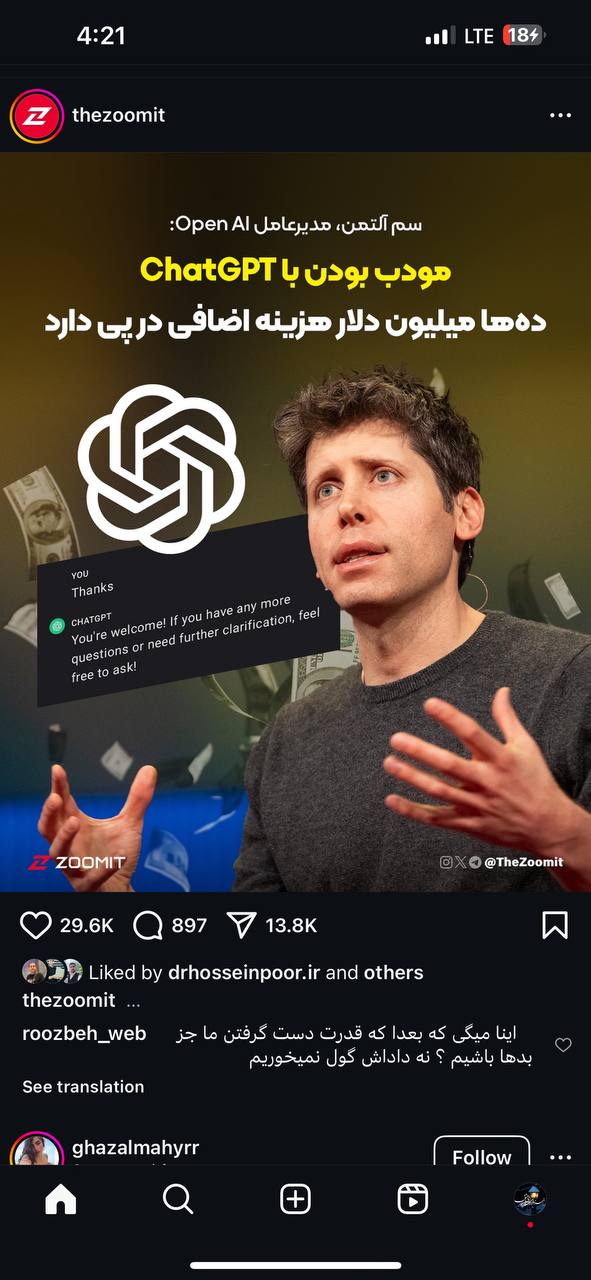 4:21
LTE
18
thezoomit
سم آلتمن، مدیرعامل Open AI:
مودب بودن با ChatGPT
ده‌ها میلیون دلار هزینه اضافی در پی دارد
YOU
Thanks
CHATGPT
You're welcome! If you have any more
questions or need further clarification, feel
free to ask!
ZOOMIT
@TheZoomit
29.6K 897 13.8K
Liked by drhosseinpoor.ir and others
thezoomit ...
roozbeh_web اینا میگی که بعدا که قدرت دست گرفتن ما جز
بدها باشیم ؟ نه داداش گول نمیخوریم
See translation
ghazalmahyrr
Follow